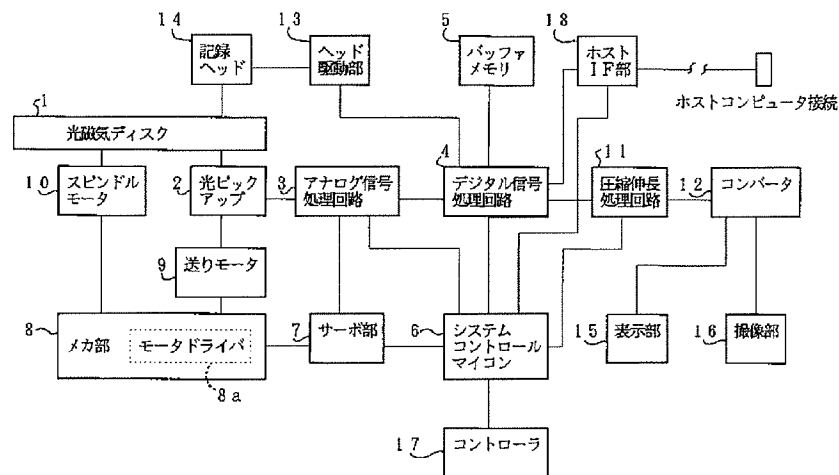 14
記録
ヘッド
13
ヘッド
駆動部
5
バッファ
メモリ
18
ホスト
IF部
ホストコンピュータ接続
1
光磁気ディスク
10
スピンドル
モータ
2
光ピック
アップ
3
アナログ信号
処理回路
4
デジタル信号
処理回路
11
圧縮伸長
処理回路
12
コンバータ
9
送りモータ
8
メカ部
モータドライバ
8a
7
サーボ部
6
システム
コントロール
マイコン
15
表示部
16
撮像部
17
コントローラ